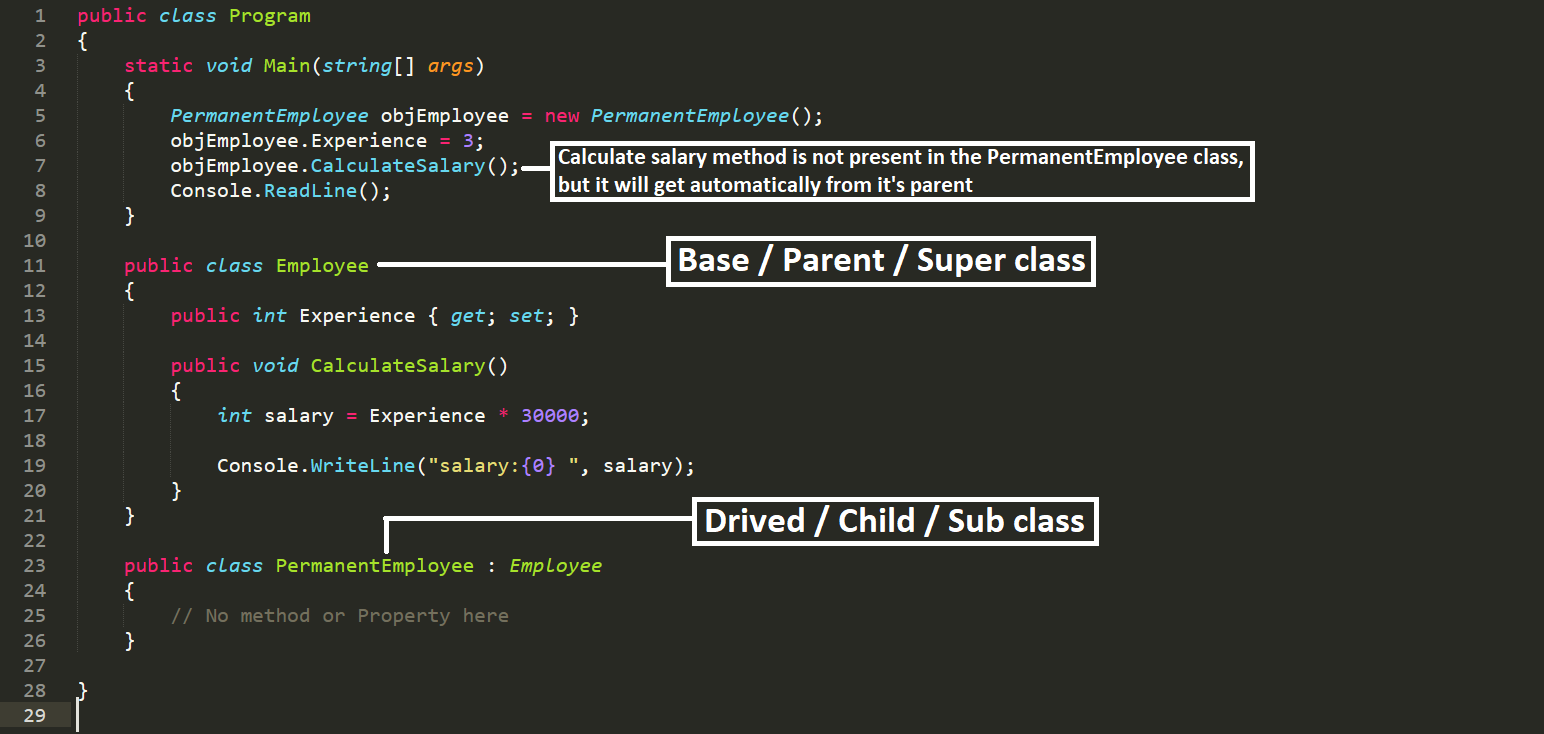 1 public class Program
2 {
3 static void Main(string[] args)
4 {
5 PermanentEmployee objEmployee = new PermanentEmployee();
6 objEmployee.Experience = 3;
7 objEmployee.CalculateSalary();
Calculate salary method is not present in the PermanentEmployee class,
but it will get automatically from it's parent
8 Console.ReadLine();
9 }
10
11 public class Employee
Base / Parent / Super class
12 {
13 public int Experience { get; set; }
14
15 public void CalculateSalary()
16 {
17 int salary = Experience * 30000;
18
19 Console.WriteLine("salary:{0} ", salary);
20 }
21 }
Drived / Child / Sub class
22
23 public class PermanentEmployee : Employee
24 {
25 // No method or Property here
26 }
27
28 }
29